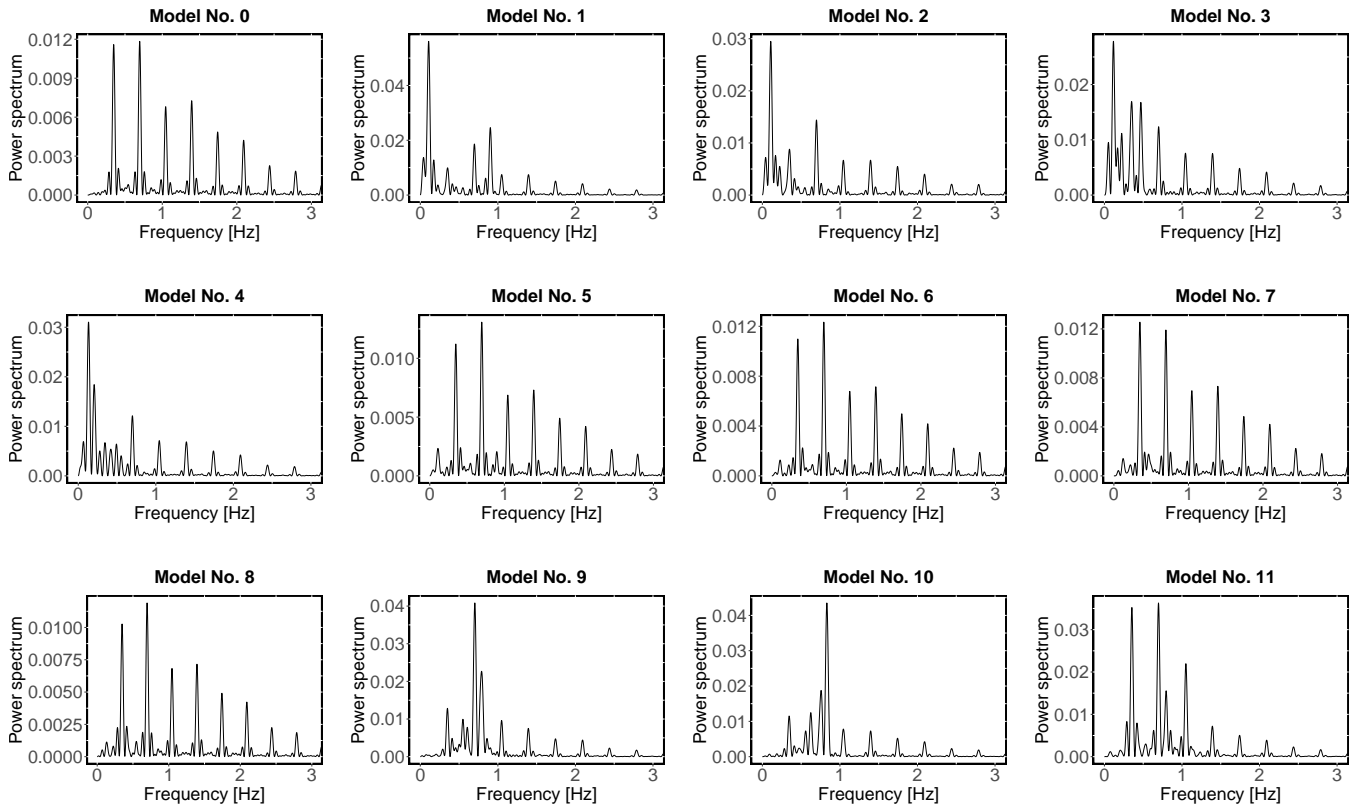 Model No. 0
Power spectrum
0.012
0.009
0.006
0.003
0.000
0 1 2 3
Frequency [Hz]
Model No. 1
Power spectrum
0.04
0.02
0.00
0 1 2 3
Frequency [Hz]
Model No. 2
Power spectrum
0.03
0.02
0.01
0.00
0 1 2 3
Frequency [Hz]
Model No. 3
Power spectrum
0.02
0.01
0.00
0 1 2 3
Frequency [Hz]
Model No. 4
Power spectrum
0.03
0.02
0.01
0.00
0 1 2 3
Frequency [Hz]
Model No. 5
Power spectrum
0.010
0.005
0.000
0 1 2 3
Frequency [Hz]
Model No. 6
Power spectrum
0.012
0.008
0.004
0.000
0 1 2 3
Frequency [Hz]
Model No. 7
Power spectrum
0.012
0.008
0.004
0.000
0 1 2 3
Frequency [Hz]
Model No. 8
Power spectrum
0.0100
0.0075
0.0050
0.0025
0.0000
0 1 2 3
Frequency [Hz]
Model No. 9
Power spectrum
0.04
0.03
0.02
0.01
0.00
0 1 2 3
Frequency [Hz]
Model No. 10
Power spectrum
0.04
0.03
0.02
0.01
0.00
0 1 2 3
Frequency [Hz]
Model No. 11
Power spectrum
0.03
0.02
0.01
0.00
0 1 2 3
Frequency [Hz]